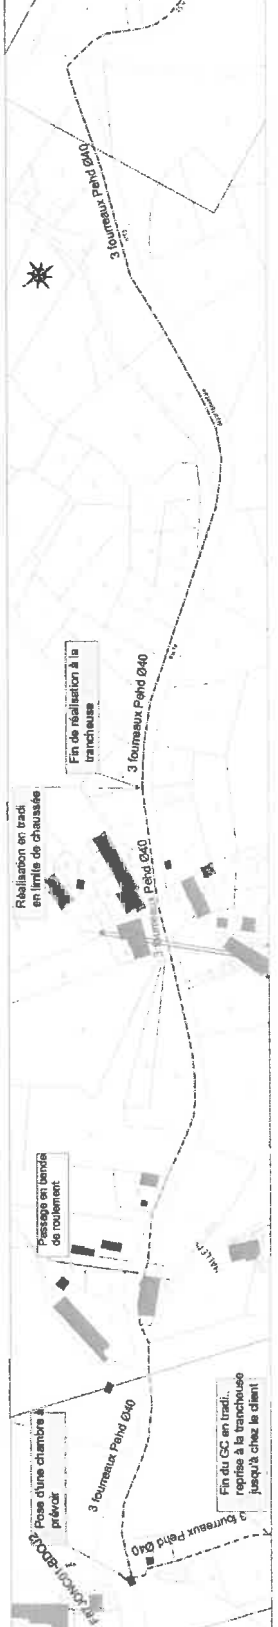 3 fourreaux Pehd Ø40
Fin de réalisation à la
trancheuse
3 fourreaux Pehd Ø40
Réalisation en tradi
en limite de chaussée
Pehd Ø40
Passage en bande
de roulement
Pose d'une chambre à
prévoir
3 fourreaux Pehd Ø40
Fin du GC en tradi..
reprise à la trancheuse
jusqu'à chez le client
3 fourreaux Pehd Ø40